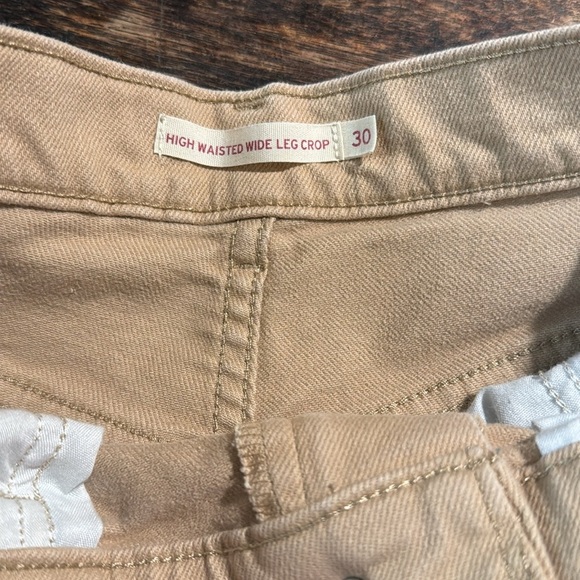 HIGH WAISTED WIDE LEG CROP 30